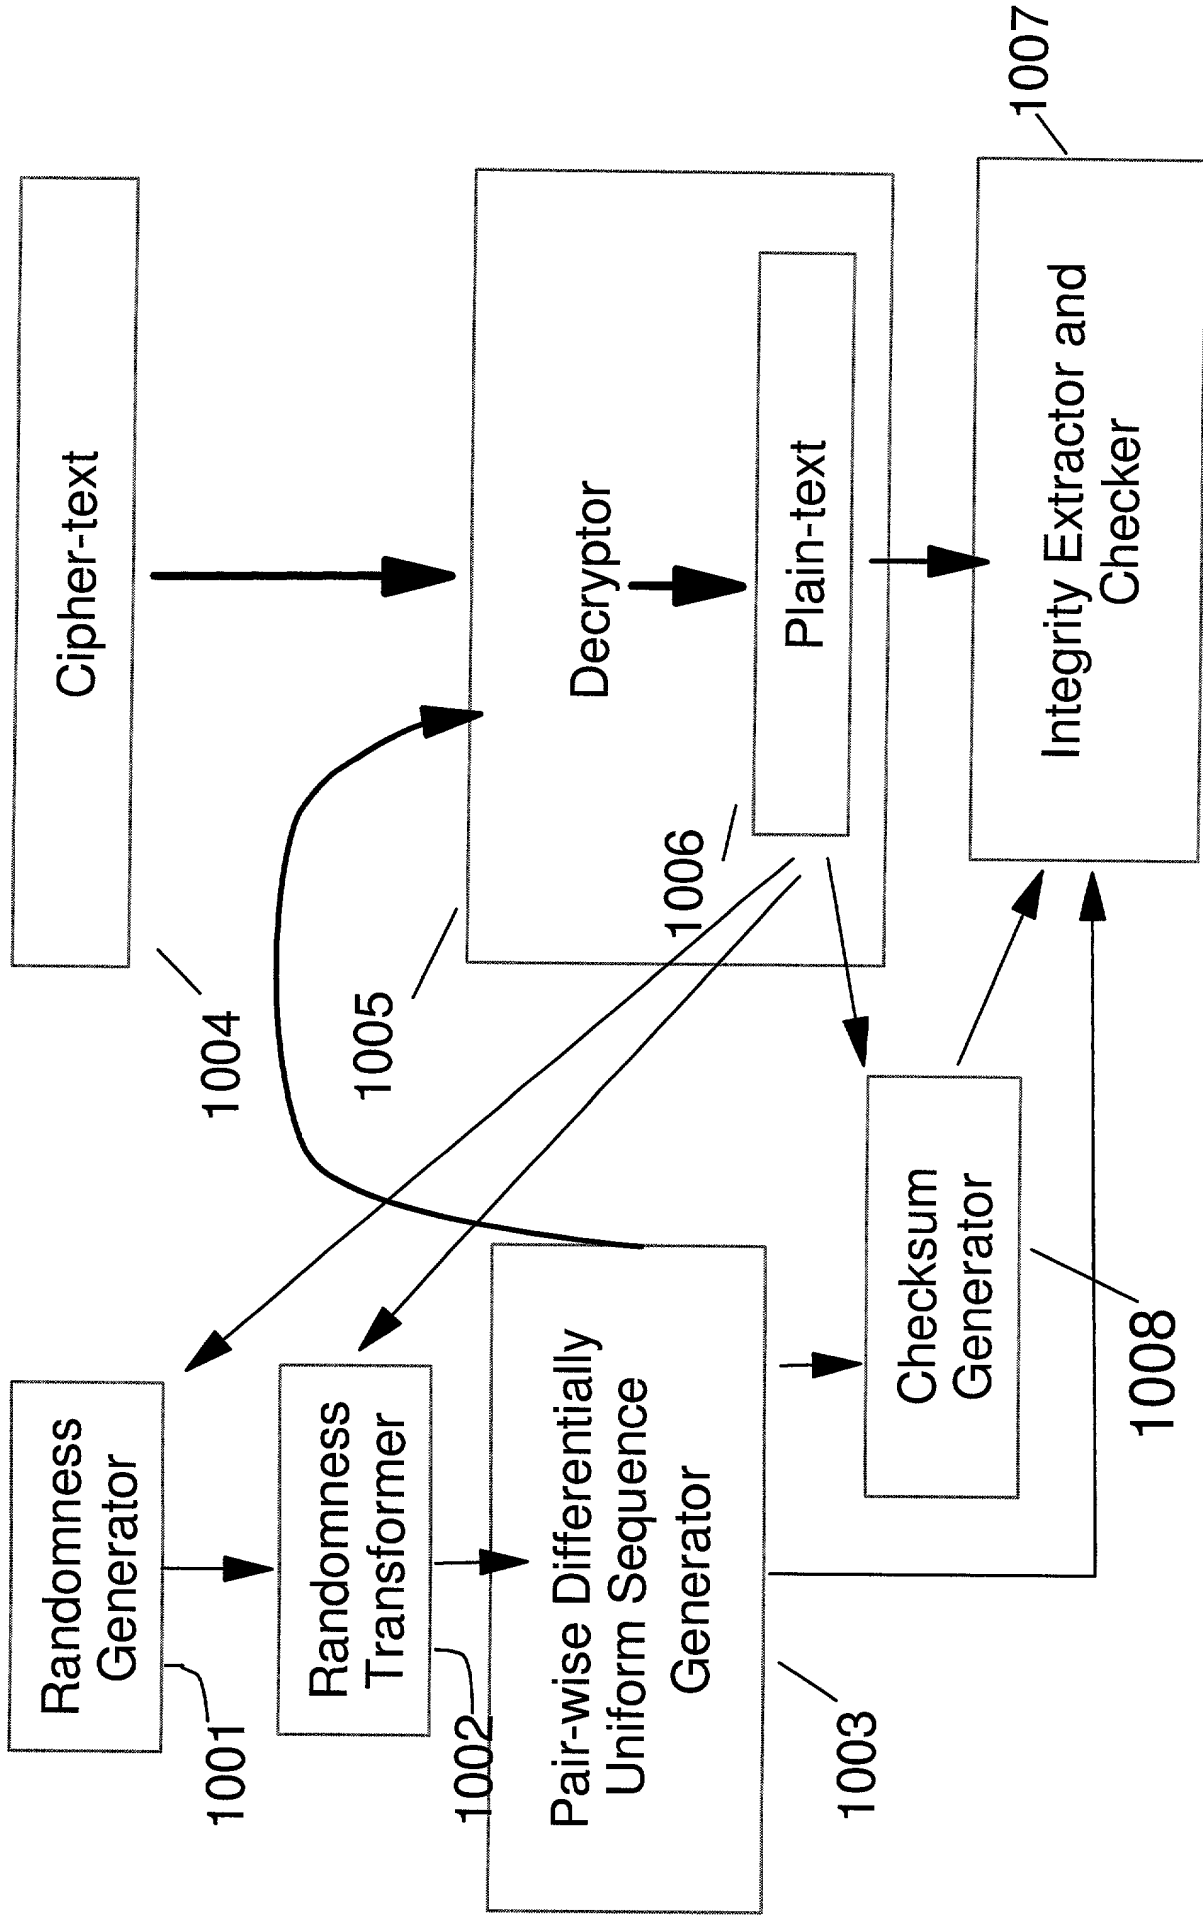 Randomness
Generator
1001
Randomness
Transformer
1002
Pair-wise Differentially
Uniform Sequence
Generator
1003
Cipher-text
1004
Decryptor
1005
Plain-text
1006
Checksum
Generator
1008
Integrity Extractor and
Checker
1007